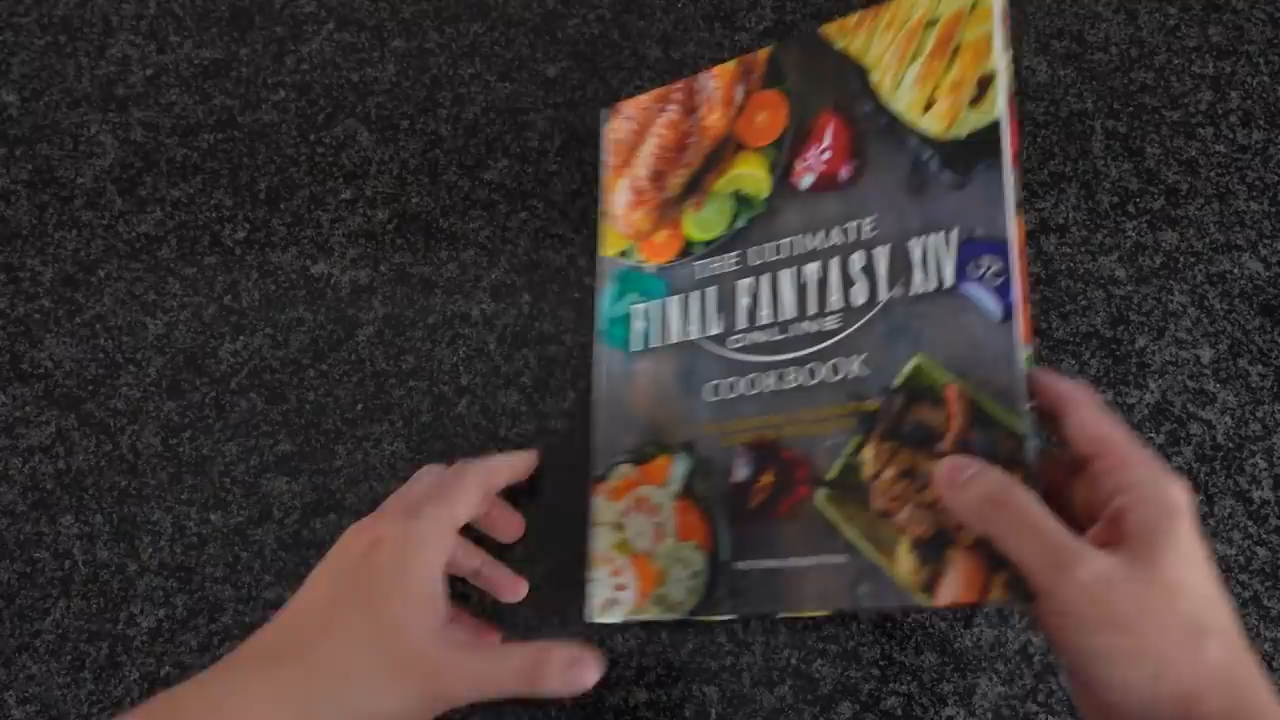 THE ULTIMATE
FINAL FANTASY XIV
ONLINE
COOKBOOK